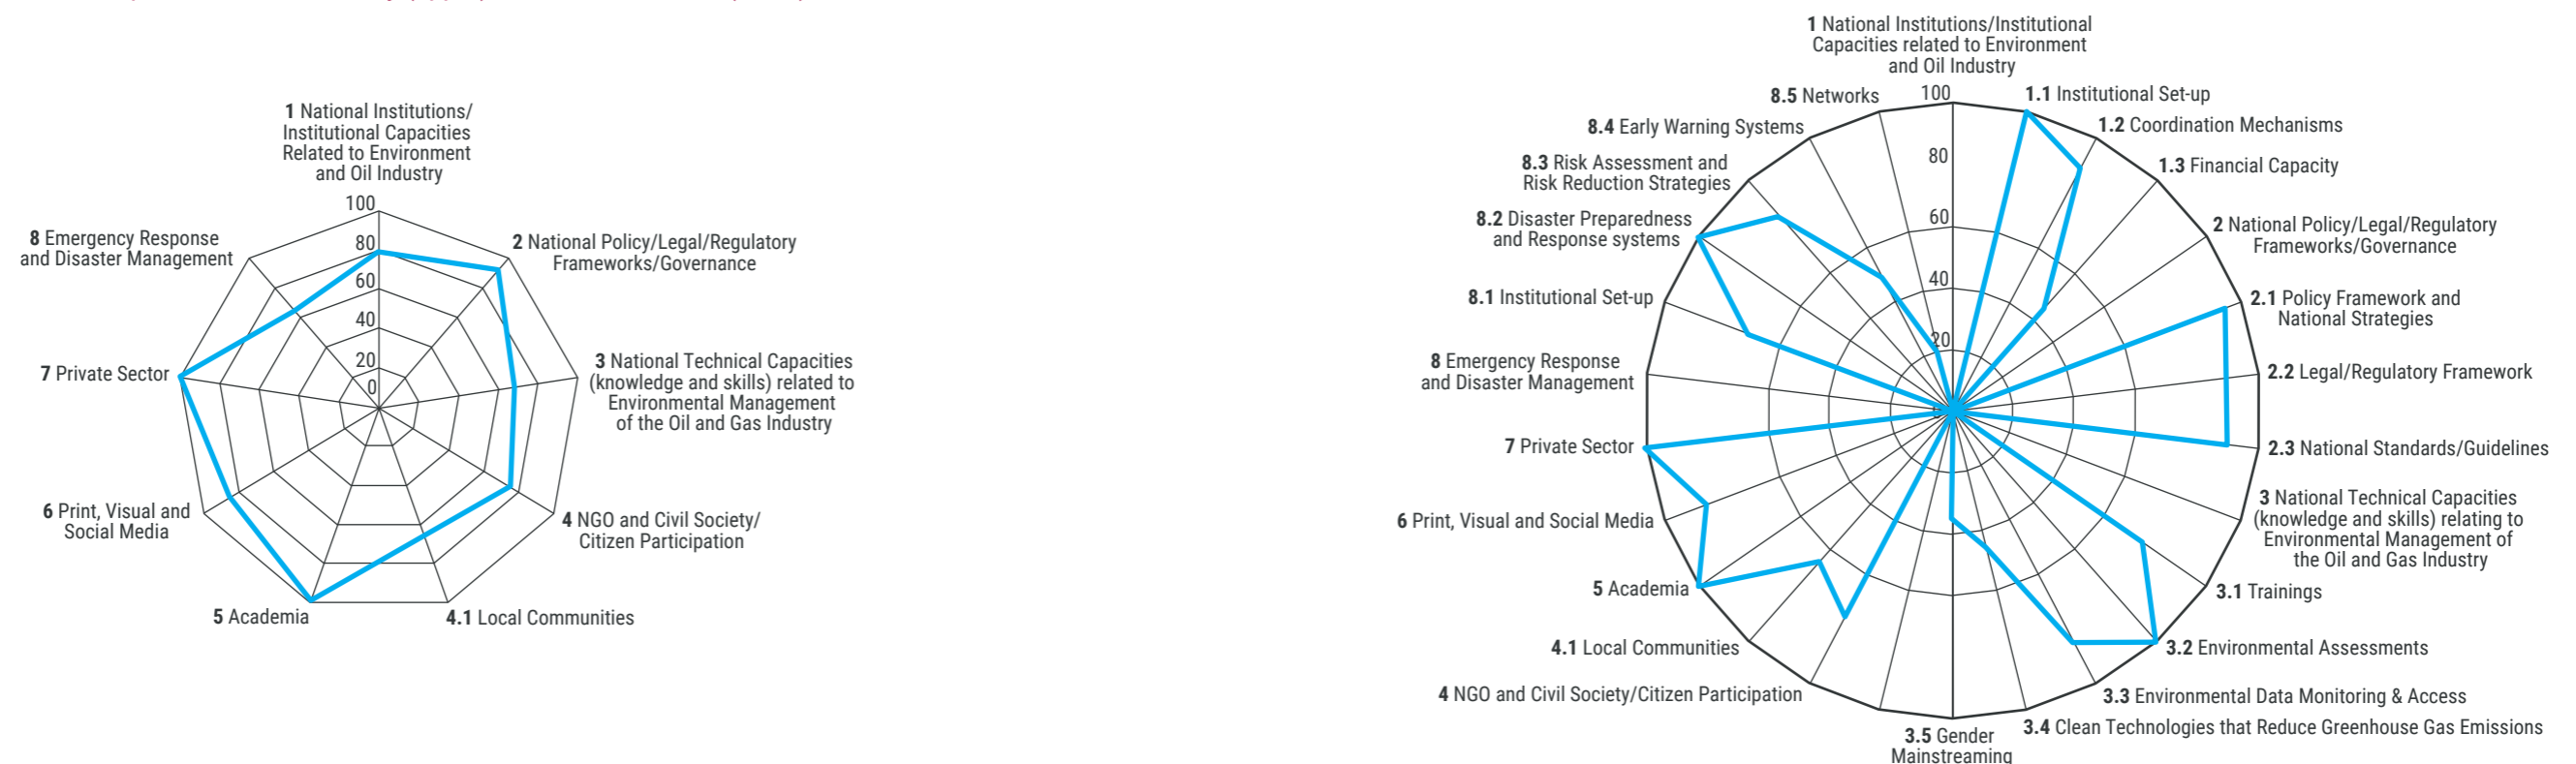 1 National Institutions/
Institutional Capacities
Related to Environment
and Oil Industry
100
80
60
40
20
0
2 National Policy/Legal/Regulatory
Frameworks/Governance
3 National Technical Capacities
(knowledge and skills) related to
Environmental Management
of the Oil and Gas Industry
4 NGO and Civil Society/
Citizen Participation
4.1 Local Communities
5 Academia
6 Print, Visual and
Social Media
7 Private Sector
8 Emergency Response
and Disaster Management
1 National Institutions/Institutional
Capacities related to Environment
and Oil Industry
100
80
60
40
20
1.1 Institutional Set-up
1.2 Coordination Mechanisms
1.3 Financial Capacity
2 National Policy/Legal/Regulatory
Frameworks/Governance
2.1 Policy Framework and
National Strategies
2.2 Legal/Regulatory Framework
2.3 National Standards/Guidelines
3 National Technical Capacities
(knowledge and skills) relating to
Environmental Management of
the Oil and Gas Industry
3.1 Trainings
3.2 Environmental Assessments
3.3 Environmental Data Monitoring & Access
3.4 Clean Technologies that Reduce Greenhouse Gas Emissions
3.5 Gender
Mainstreaming
4 NGO and Civil Society/Citizen Participation
4.1 Local Communities
5 Academia
6 Print, Visual and Social Media
7 Private Sector
8 Emergency Response
and Disaster Management
8.1 Institutional Set-up
8.2 Disaster Preparedness
and Response systems
8.3 Risk Assessment and
Risk Reduction Strategies
8.4 Early Warning Systems
8.5 Networks